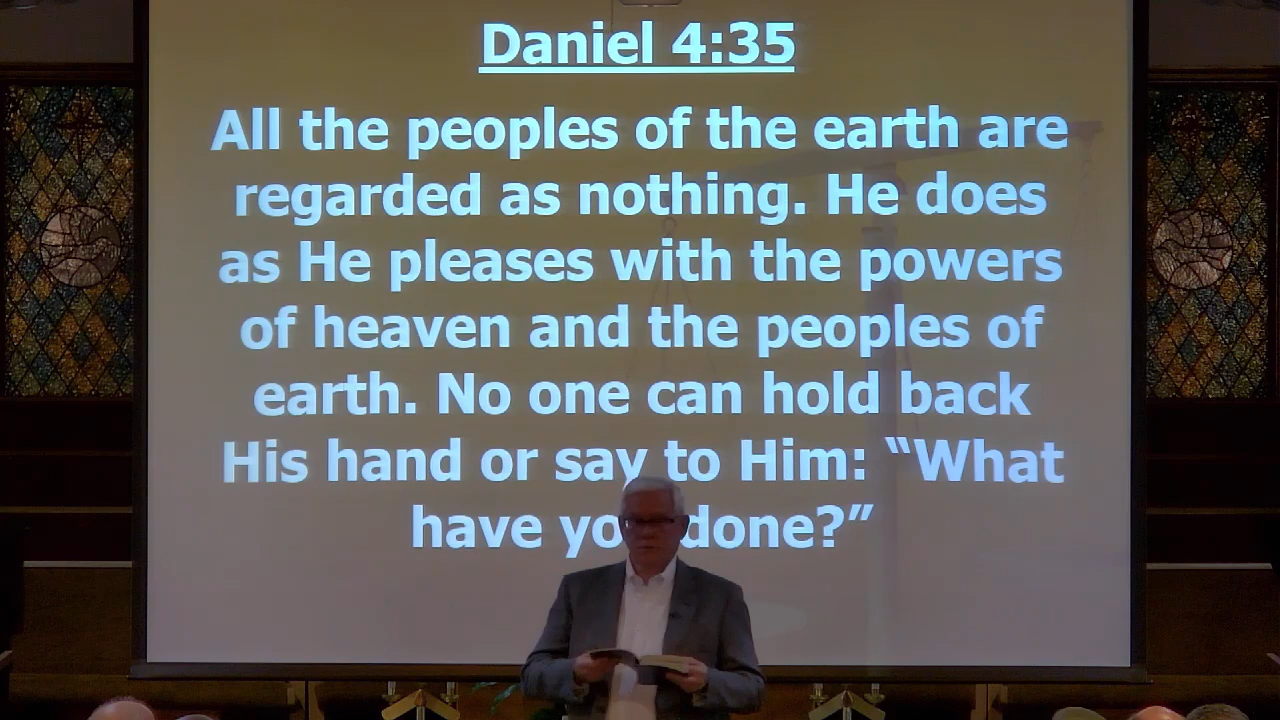 Daniel 4:35
All the peoples of the earth are
regarded as nothing. He does
as He pleases with the powers
of heaven and the peoples of
earth. No one can hold back
His hand or say to Him: “What
have you done?”